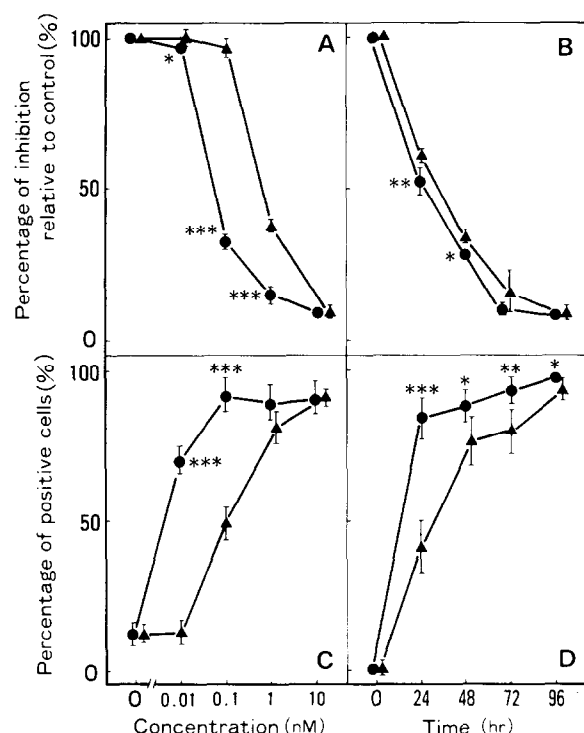 Percentage of inhibition
relative to control (%)
100
50
0
A
*
***
***
B
**
*
Percentage of positive cells (%)
100
50
0
***
***
C
***
*
**
*
D
0 0.01 0.1 1 10
Concentration (nM)
0 24 48 72 96
Time (hr)